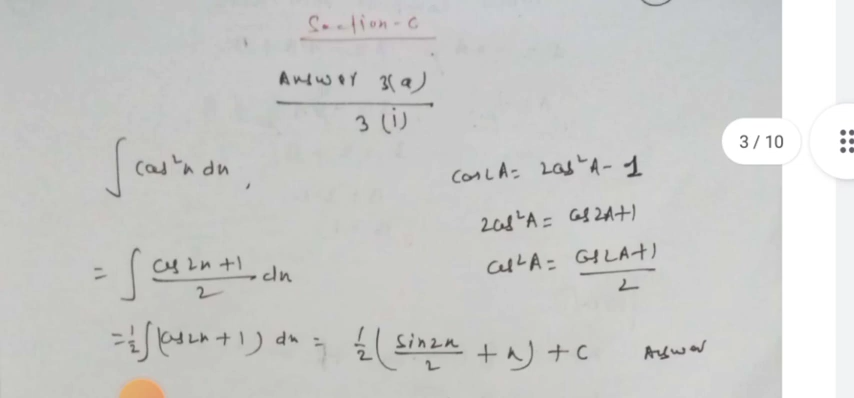 Section-C
Answer 3(a)
3 (i)
∫ cos²x dx,
cos2A = 2cos²A - 1
2cos²A = cos2A+1
= ∫ (cos2x+1)/2 · dx
cos²A = (cos2A+1)/2
= ½∫(cos2x+1) dx = ½(sin2x/2 + x) + c Answer
3 / 10